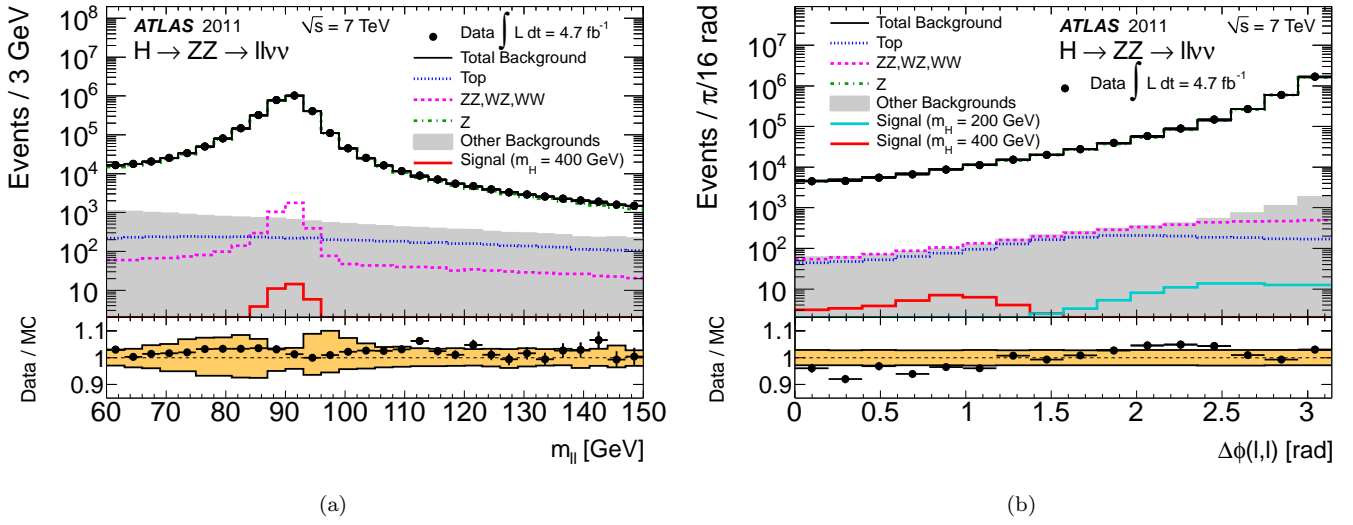 ATLAS 2011
√s = 7 TeV
H → ZZ → llνν
Data ∫ L dt = 4.7 fb⁻¹
Total Background
Top
ZZ,WZ,WW
Z
Other Backgrounds
Signal (m_H = 400 GeV)
Events / 3 GeV
10⁷
10⁶
10⁵
10⁴
10³
10²
10
Data / MC
1.1
1
0.9
60 70 80 90 100 110 120 130 140 150
m_ll [GeV]
(a)
Total Background
Top
ZZ,WZ,WW
Z
Other Backgrounds
Signal (m_H = 200 GeV)
Signal (m_H = 400 GeV)
ATLAS 2011
√s = 7 TeV
H → ZZ → llνν
Data ∫ L dt = 4.7 fb⁻¹
Events / π/16 rad
10⁷
10⁶
10⁵
10⁴
10³
10²
10
Data / MC
1.1
1
0.9
0 0.5 1 1.5 2 2.5 3
Δϕ(l,l) [rad]
(b)